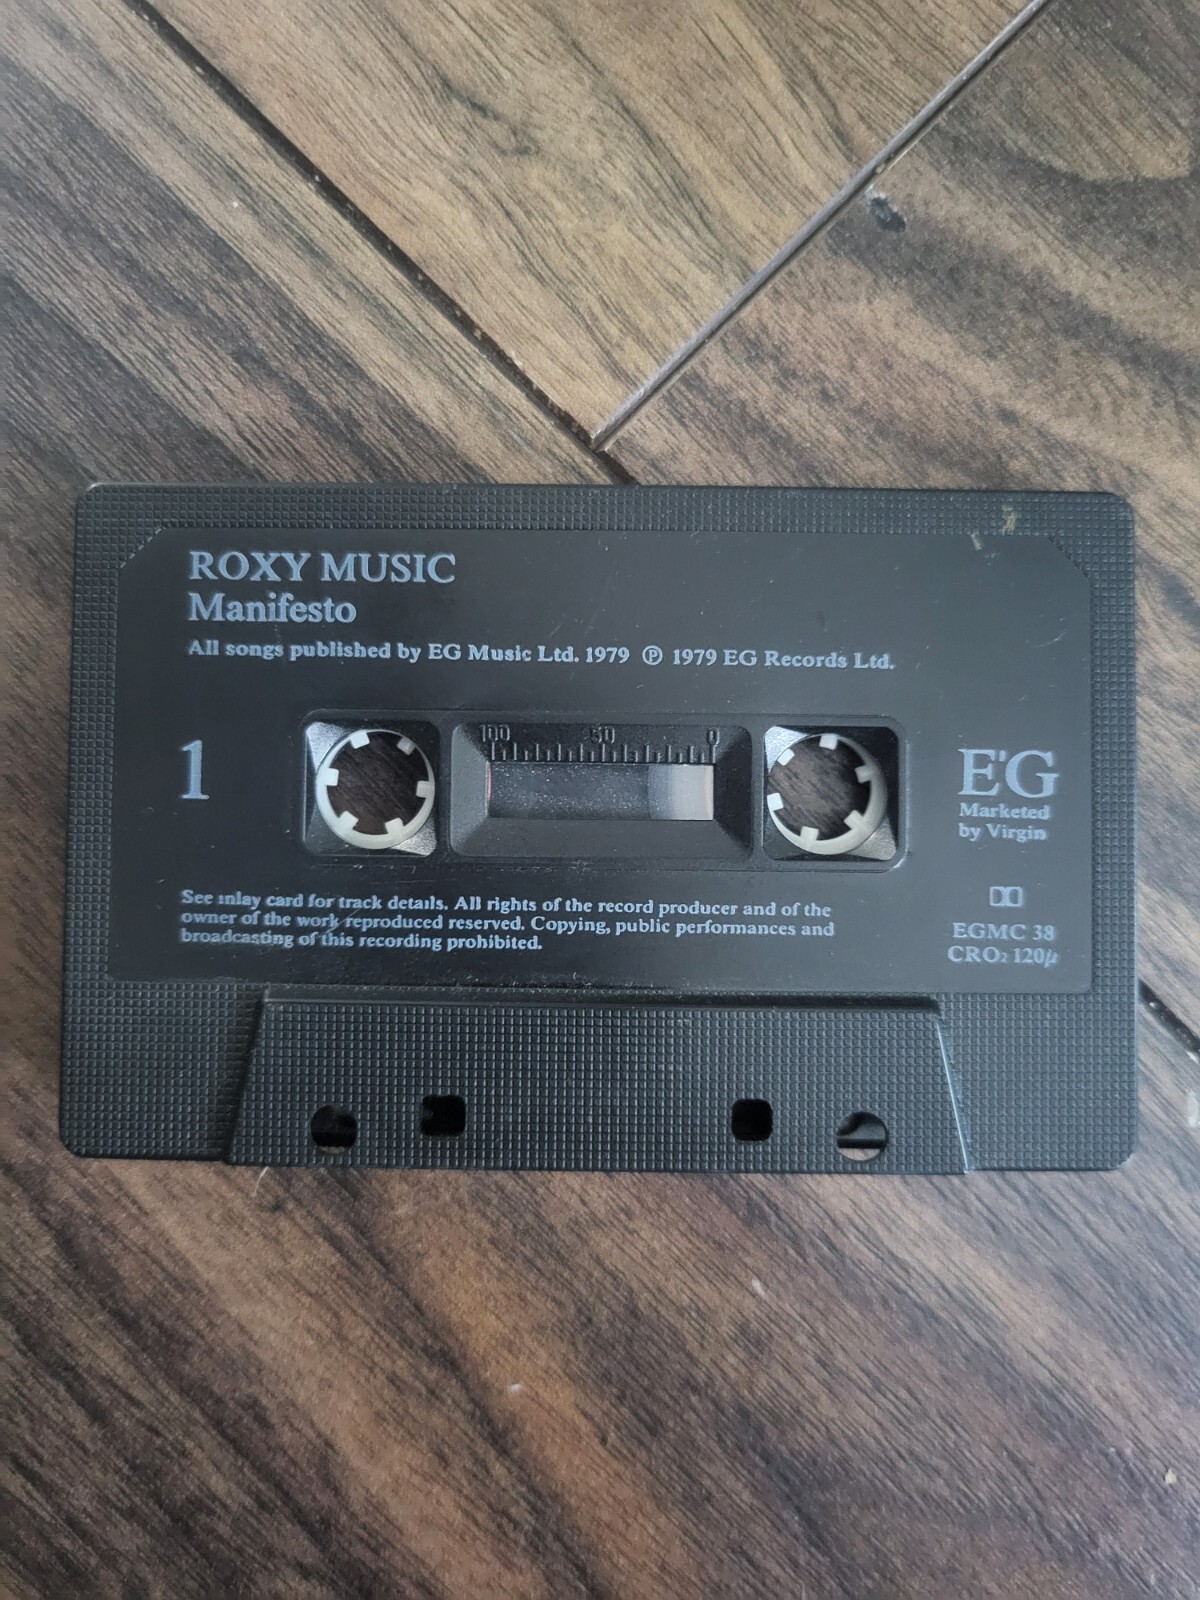 ROXY MUSIC
Manifesto
All songs published by EG Music Ltd. 1979 ℗ 1979 EG Records Ltd.
100 50 0
1
E'G
Marketed
by Virgin
See inlay card for track details. All rights of the record producer and of the
owner of the work reproduced reserved. Copying, public performances and
broadcasting of this recording prohibited.
EGMC 38
CRO₂ 120µ